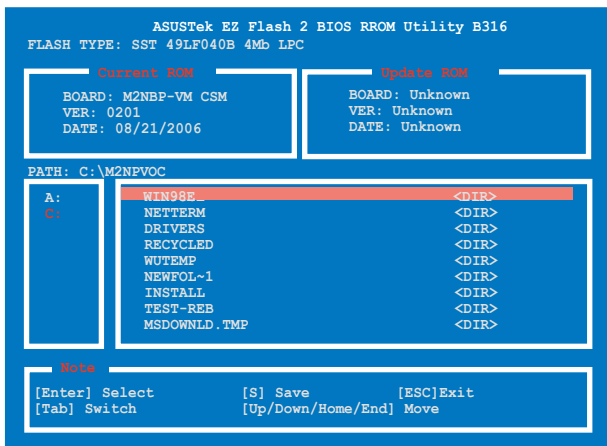 ASUSTek EZ Flash 2 BIOS RROM Utility B316
FLASH TYPE: SST 49LF040B 4Mb LPC
Current ROM
BOARD: M2NBP-VM CSM
VER: 0201
DATE: 08/21/2006
Update ROM
BOARD: Unknown
VER: Unknown
DATE: Unknown
PATH: C:\M2NPVOC
A:
C:
WIN98E_ <DIR>
NETTERM <DIR>
DRIVERS <DIR>
RECYCLED <DIR>
WUTEMP <DIR>
NEWFOL~1 <DIR>
INSTALL <DIR>
TEST-REB <DIR>
MSDOWNLD.TMP <DIR>
Note
[Enter] Select [S] Save [ESC]Exit
[Tab] Switch [Up/Down/Home/End] Move